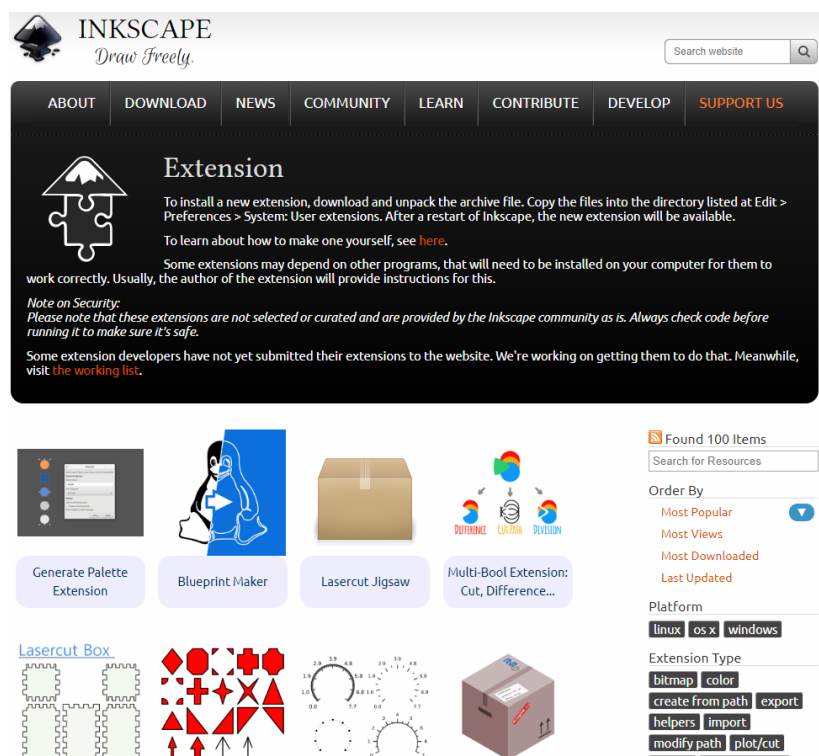 INKSCAPE
Draw Freely.
Search website
ABOUT
DOWNLOAD
NEWS
COMMUNITY
LEARN
CONTRIBUTE
DEVELOP
SUPPORT US
Extension
To install a new extension, download and unpack the archive file. Copy the files into the directory listed at Edit >
Preferences > System: User extensions. After a restart of Inkscape, the new extension will be available.
To learn about how to make one yourself, see here.
Some extensions may depend on other programs, that will need to be installed on your computer for them to
work correctly. Usually, the author of the extension will provide instructions for this.
Note on Security:
Please note that these extensions are not selected or curated and are provided by the Inkscape community as is. Always check code before
running it to make sure it's safe.
Some extension developers have not yet submitted their extensions to the website. We're working on getting them to do that. Meanwhile,
visit the working list.
DIFFERENCE CUT PATH DIVISION
Generate Palette
Extension
Blueprint Maker
Lasercut Jigsaw
Multi-Bool Extension:
Cut, Difference...
Lasercut Box
Found 100 Items
Search for Resources
Order By
Most Popular
Most Views
Most Downloaded
Last Updated
Platform
linux os x windows
Extension Type
bitmap color
create from path export
helpers import
modify path plot/cut